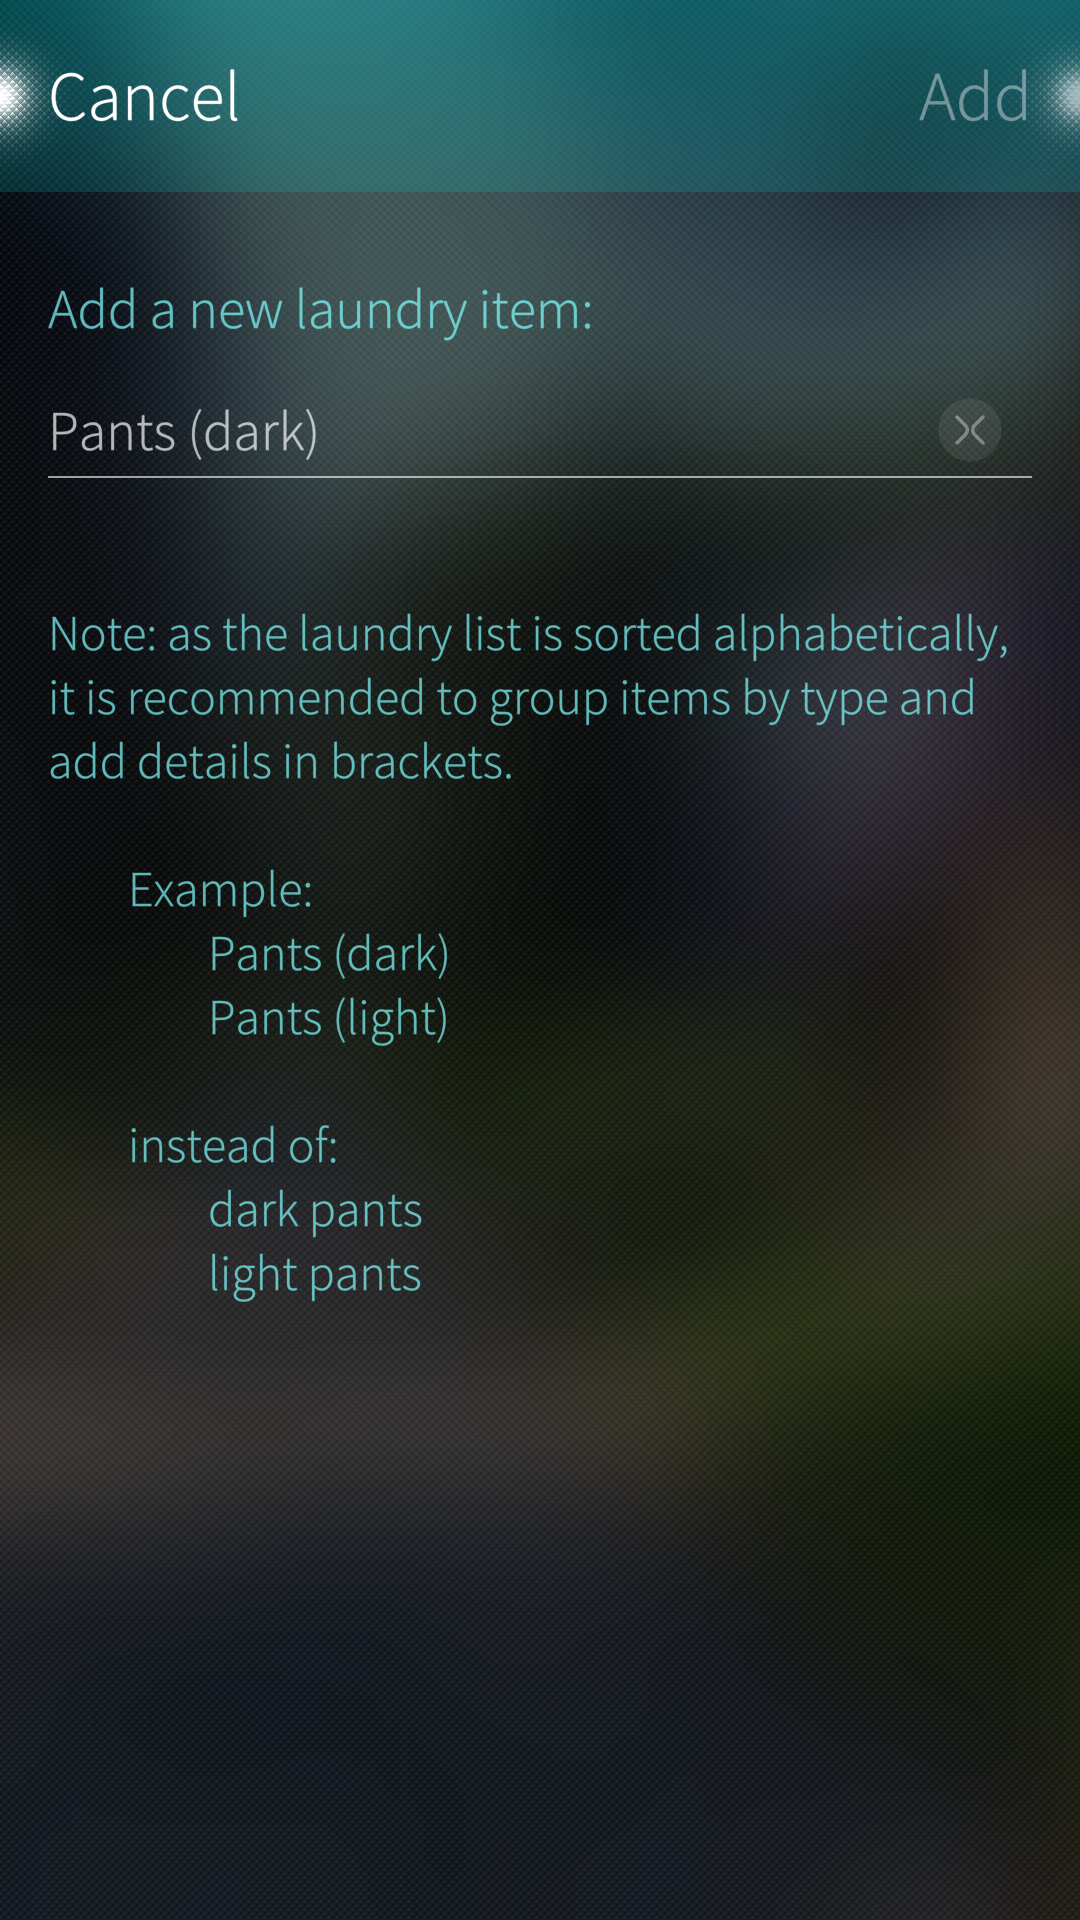 Cancel
Add
Add a new laundry item:
Pants (dark)
Note: as the laundry list is sorted alphabetically,
it is recommended to group items by type and
add details in brackets.
Example:
Pants (dark)
Pants (light)
instead of:
dark pants
light pants